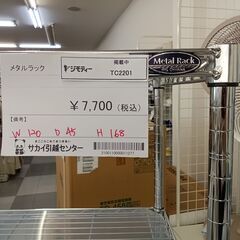 メタルラック
ジモティー
掲載中
TC2201
¥7,700(税込)
【備考】
W 120 D 45 H 168
サカイ引越センター
Metal Rack